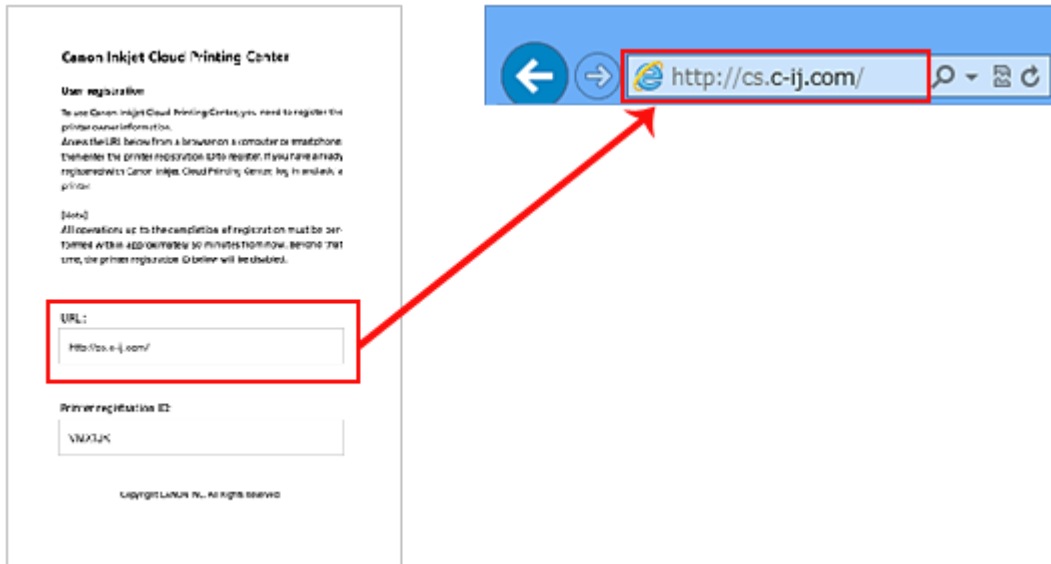 Canon Inkjet Cloud Printing Center
User registration
To use Canon Inkjet Cloud Printing Center, you need to register the
printer owner information.
Access the URL below from a browser on a computer or smartphone
then enter the printer registration ID to register. If you have already
registered with Canon Inkjet Cloud Printing Center, log in and add a
printer.
[Note]
All operations up to the completion of registration must be per-
formed within approximately 50 minutes from now. Beyond that
time, the printer registration ID below will be disabled.
URL :
http://cs.c-ij.com/
Printer registration ID:
Copyright CANON INC. All Rights Reserved
http://cs.c-ij.com/